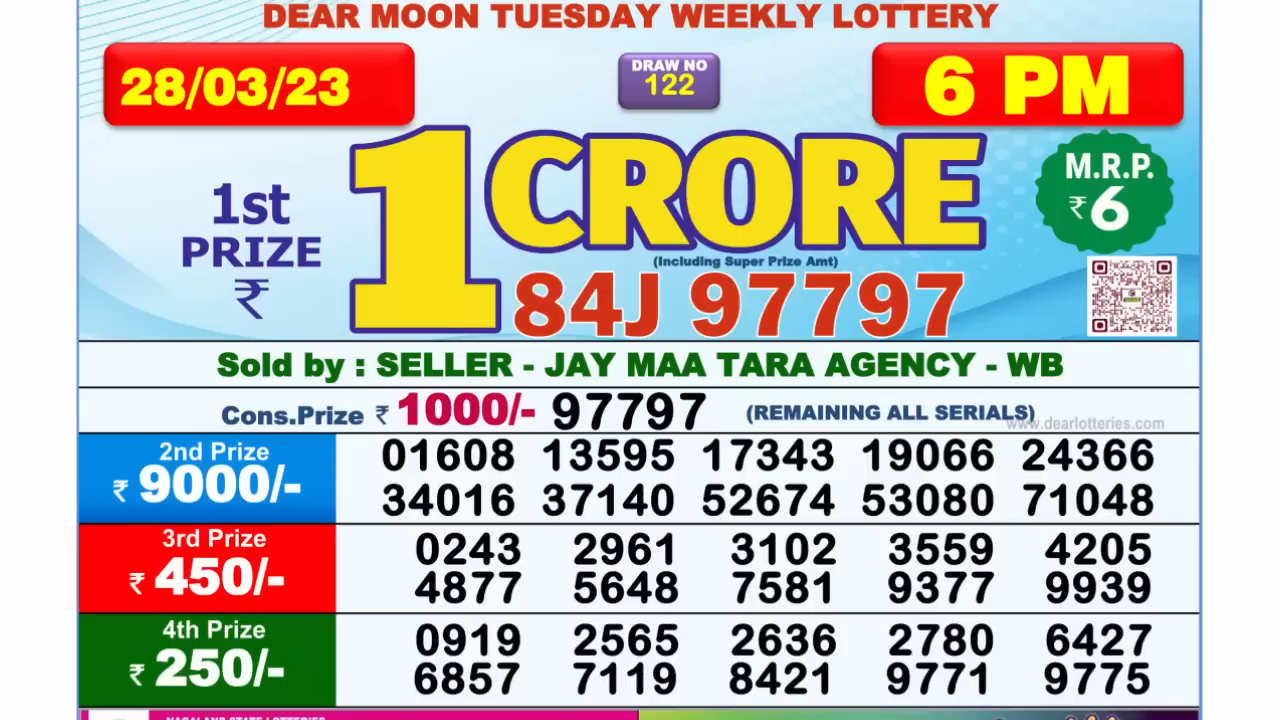 DEAR MOON TUESDAY WEEKLY LOTTERY
28/03/23
DRAW NO
122
6 PM
1st
PRIZE
₹
1 CRORE
(Including Super Prize Amt)
84J 97797
M.R.P.
₹ 6
Sold by : SELLER - JAY MAA TARA AGENCY - WB
Cons.Prize ₹ 1000/- 97797 (REMAINING ALL SERIALS)
www.dearlotteries.com
2nd Prize
₹ 9000/-
01608 13595 17343 19066 24366
34016 37140 52674 53080 71048
3rd Prize
₹ 450/-
0243 2961 3102 3559 4205
4877 5648 7581 9377 9939
4th Prize
₹ 250/-
0919 2565 2636 2780 6427
6857 7119 8421 9771 9775
NAGALAND STATE LOTTERIES